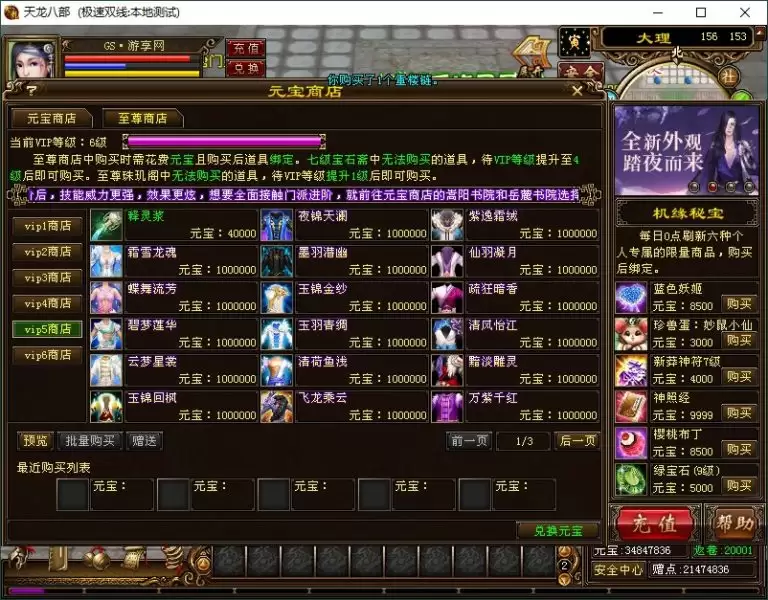 天龙八部 (极速双线:本地测试)
GS·游享网
充值
兑换
门
大理 156 153
北
社
安全
你购买了1个重楼链。
?
元宝商店
元宝商店 至尊商店
当前VIP等级：6级
至尊商店中购买时需花费元宝且购买后道具绑定。七级宝石斋中无法购买的道具，待VIP等级提升至4
级后即可购买。至尊珠玑阁中无法购买的道具，待VIP等级提升1级后即可购买。
后，技能威力更强，效果更炫，想要全面接触门派进阶，就前往元宝商店的嵩阳书院和岳麓书院选择
vip1商店
vip2商店
vip3商店
vip4商店
vip5商店
vip6商店
释灵浆 元宝：40000
夜锦天澜 元宝：1000000
紫逸霜绒 元宝：1000000
霜雪龙魂 元宝：1000000
墨羽潜幽 元宝：1000000
仙羽凝月 元宝：1000000
蝶舞流芳 元宝：1000000
玉锦金纱 元宝：1000000
疏狂暗香 元宝：1000000
碧梦莲华 元宝：1000000
玉羽青绸 元宝：1000000
清风怡江 元宝：1000000
云梦星裳 元宝：1000000
清荷鱼浅 元宝：1000000
黯淡雕灵 元宝：1000000
玉锦回枫 元宝：1000000
飞龙乘云 元宝：1000000
万紫千红 元宝：1000000
预览 批量购买 赠送 前一页 1/3 后一页
最近购买列表
元宝： 元宝： 元宝： 元宝： 元宝：
兑换元宝
全新外观
踏夜而来
机缘秘宝
每日0点刷新六种个
人专属的限量商品，购买
后绑定。
蓝色妖姬
元宝：8500 购买
珍兽蛋：妙鼠小仙
元宝：3000 购买
新莽神符7级
元宝：4000 购买
神照经
元宝：9999 购买
樱桃布丁
元宝：8500 购买
绿宝石(9级)
元宝：5000 购买
充值 帮助
元宝:34847836 返卷:20001
安全中心 赠点:21474836
2